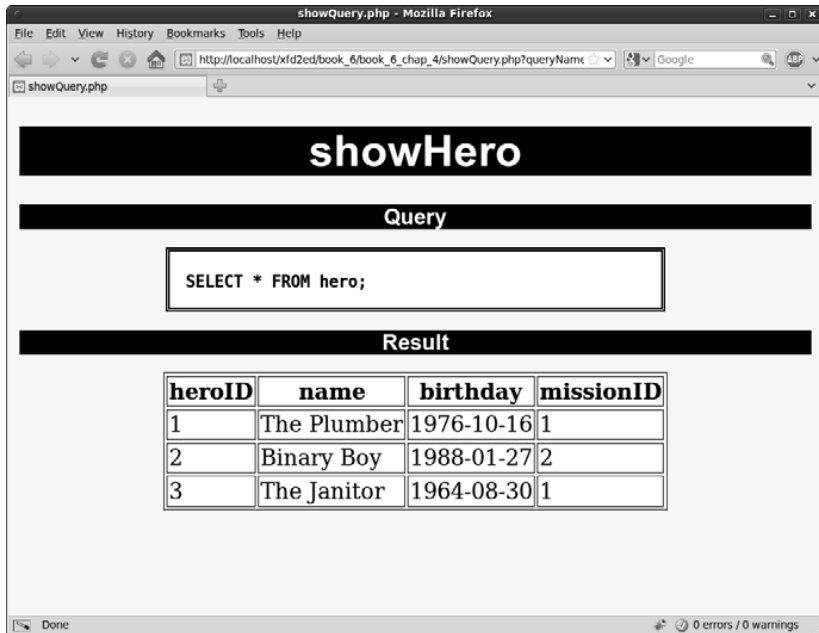 showQuery.php - Mozilla Firefox
File Edit View History Bookmarks Tools Help
http://localhost/xfd2ed/book_6/book_6_chap_4/showQuery.php?queryName
Google
ABP
showQuery.php
showHero
Query
SELECT * FROM hero;
Result
heroID name birthday missionID
1 The Plumber 1976-10-16 1
2 Binary Boy 1988-01-27 2
3 The Janitor 1964-08-30 1
Done 0 errors / 0 warnings